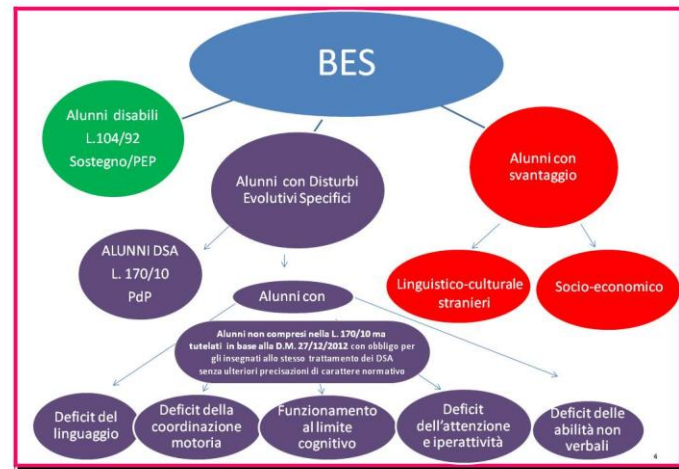 BES
Alunni disabili
L.104/92
Sostegno/PEP
Alunni con Disturbi
Evolutivi Specifici
Alunni con
svantaggio
ALUNNI DSA
L. 170/10
PdP
Linguistico-culturale
stranieri
Socio-economico
Alunni con
Alunni non compresi nella L. 170/10 ma
tutelati in base alla D.M. 27/12/2012 con obbligo per
gli insegnati allo stesso trattamento dei DSA
senza ulteriori precisazioni di carattere normativo
Deficit del
linguaggio
Deficit della
coordinazione
motoria
Funzionamento
al limite
cognitivo
Deficit
dell'attenzione
e iperattività
Deficit delle
abilità non
verbali
4